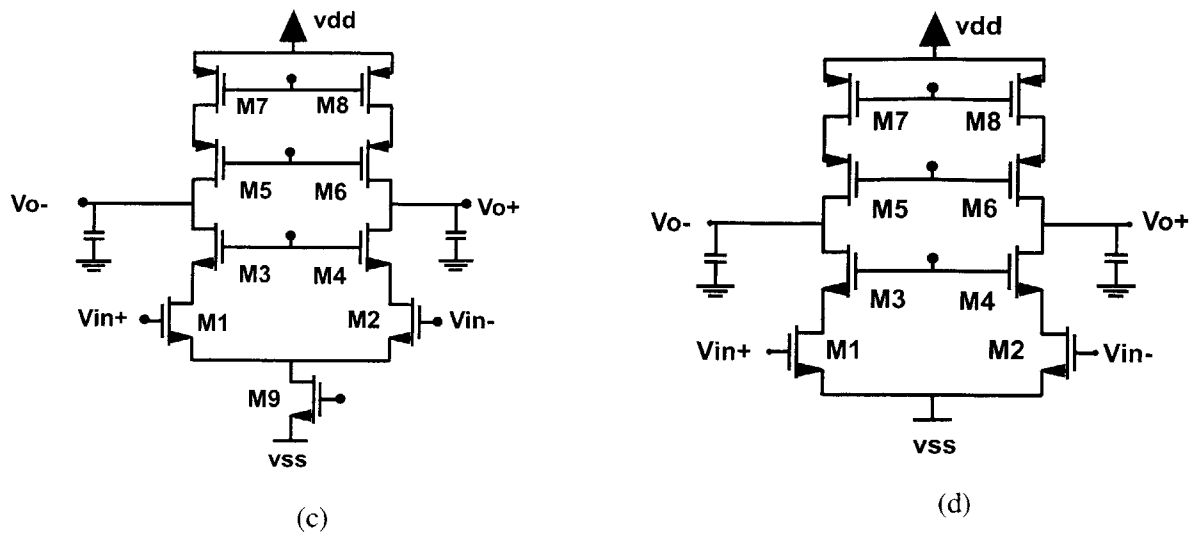 vdd
M7 M8
M5 M6
Vo- Vo+
M3 M4
Vin+ M1 M2 Vin-
M9
vss
(c)
vdd
M7 M8
M5 M6
Vo- Vo+
M3 M4
Vin+ M1 M2 Vin-
vss
(d)